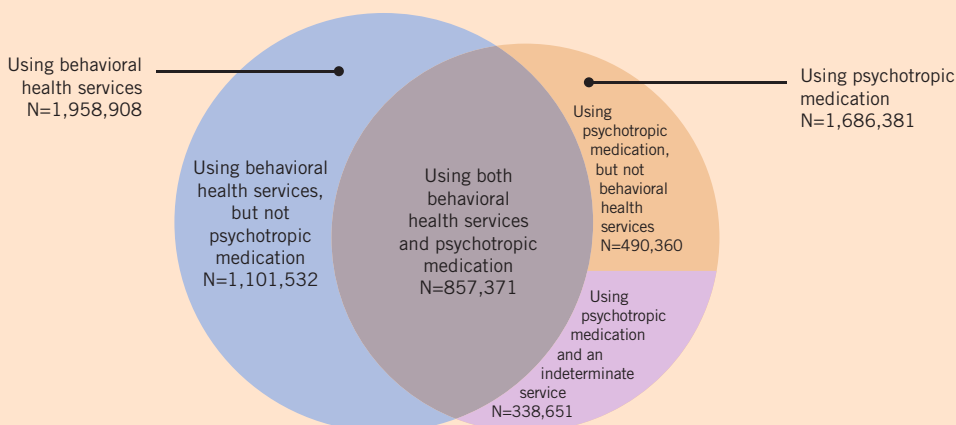 Using behavioral
health services
N=1,958,908
Using behavioral
health services,
but not
psychotropic
medication
N=1,101,532
Using both
behavioral
health services
and psychotropic
medication
N=857,371
Using
psychotropic
medication,
but not
behavioral
health
services
N=490,360
Using
psychotropic
medication
and an
indeterminate
service
N=338,651
Using psychotropic
medication
N=1,686,381